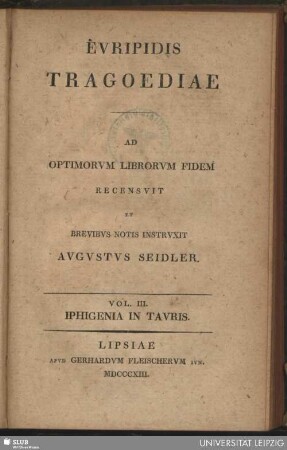 EVRIPIDIS
TRAGOEDIAE
AD
OPTIMORVM LIBRORVM FIDEM
RECENSVIT
ET
BREVIBVS NOTIS INSTRVXIT
AVGVSTVS SEIDLER.
VOL. III.
IPHIGENIA IN TAVRIS.
LIPSIAE
APVD GERHARDVM FLEISCHERVM IVN.
MDCCCXIII.
SLUB
UNIVERSITÄT LEIPZIG